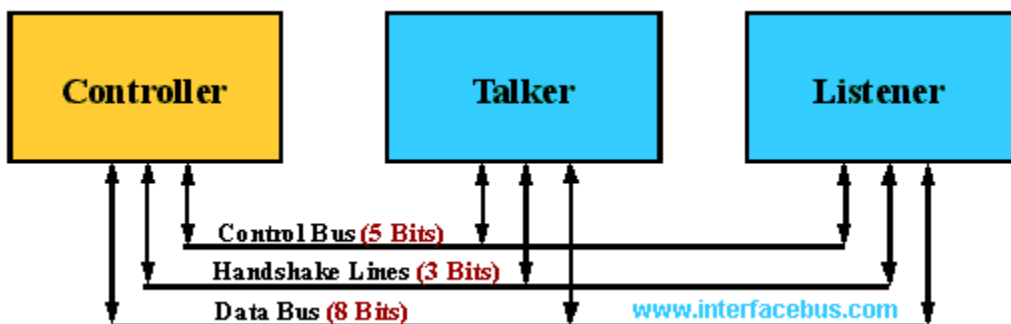 Controller
Talker
Listener
Control Bus (5 Bits)
Handshake Lines (3 Bits)
Data Bus (8 Bits)
www.interfacebus.com